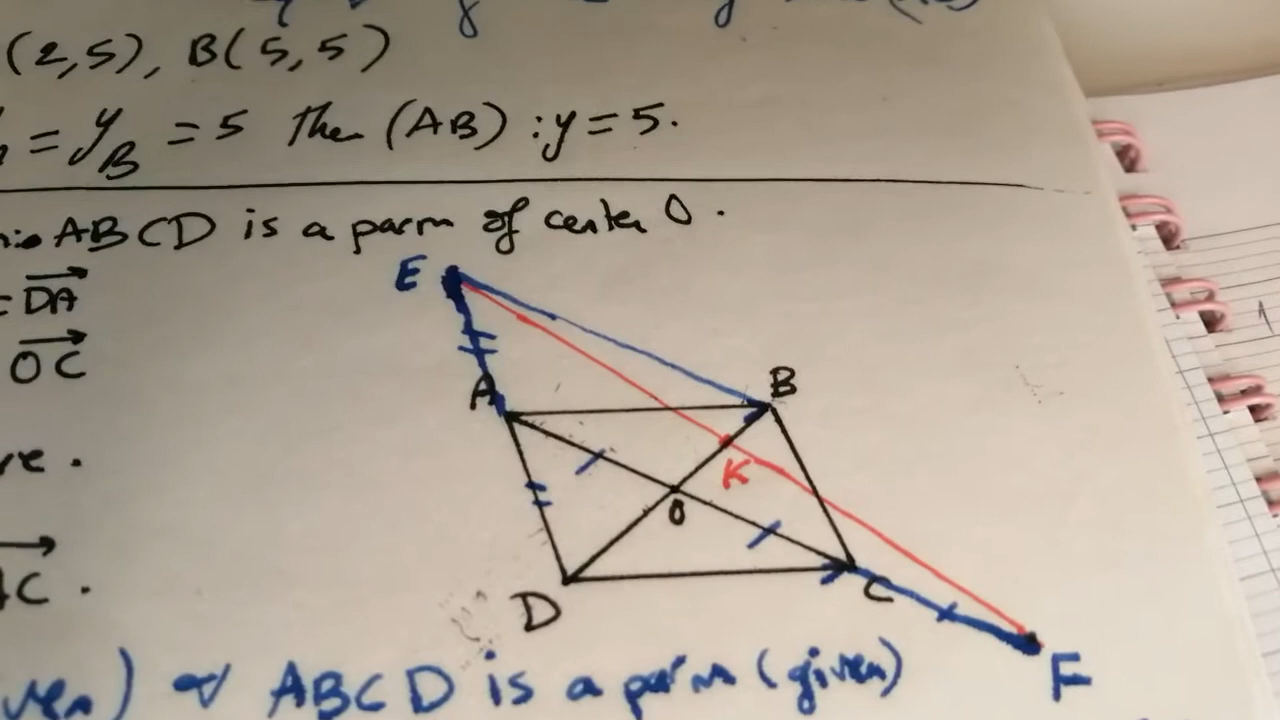 (2,5), B(5,5)
= y_B = 5 Then (AB) : y = 5.
ABCD is a parm of center O.
= DA
OC
E
A
B
K
O
D
C
F
C.
ABCD is a parm (given)